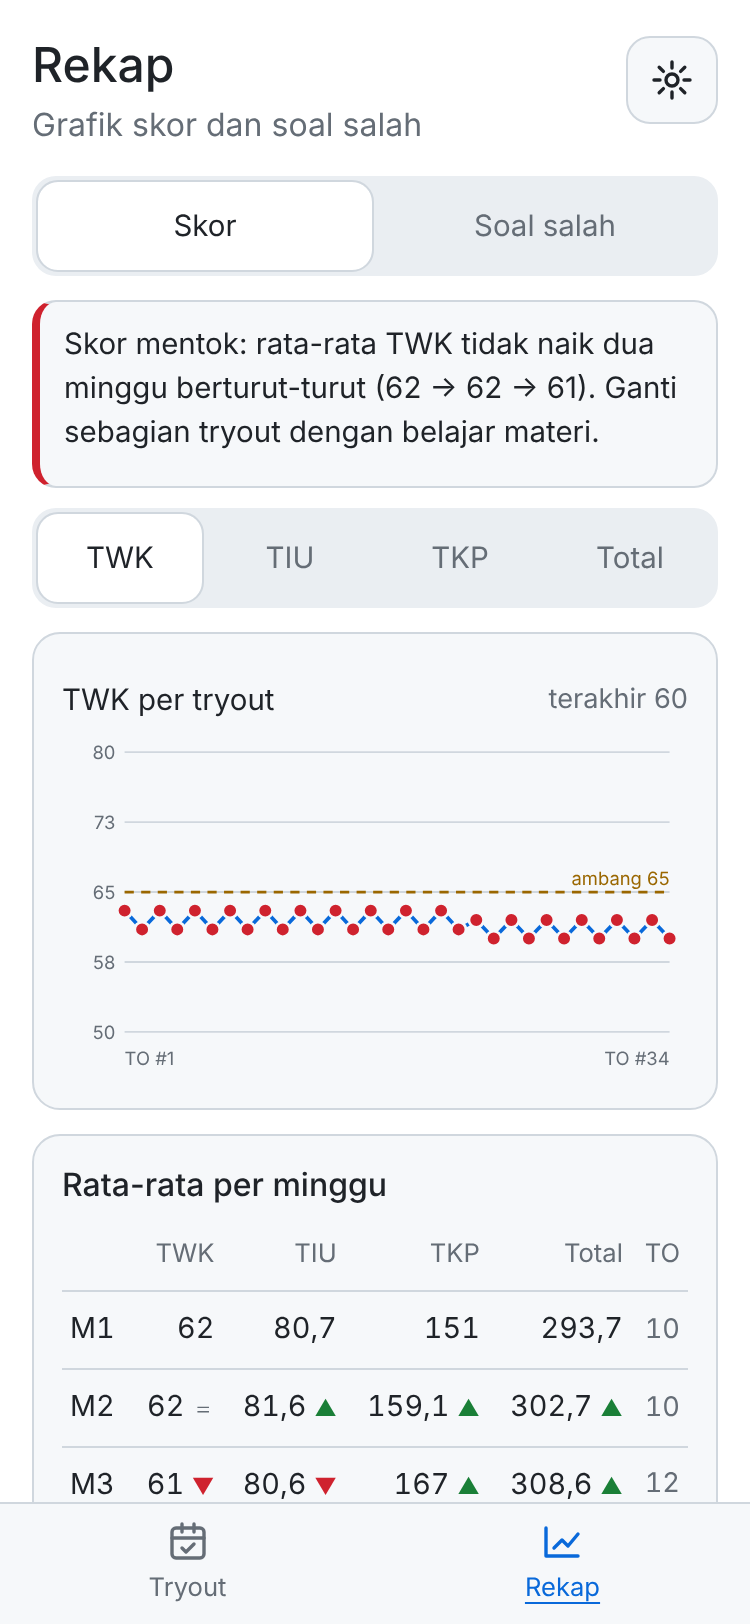 Rekap
Grafik skor dan soal salah
Skor Soal salah
Skor mentok: rata-rata TWK tidak naik dua
minggu berturut-turut (62 → 62 → 61). Ganti
sebagian tryout dengan belajar materi.
TWK TIU TKP Total
TWK per tryout terakhir 60
80
73
ambang 65
65
58
50
TO #1 TO #34
Rata-rata per minggu
TWK TIU TKP Total TO
M1 62 80,7 151 293,7 10
M2 62 = 81,6 ▲ 159,1 ▲ 302,7 ▲ 10
M3 61 ▼ 80,6 ▼ 167 ▲ 308,6 ▲ 12
Tryout Rekap